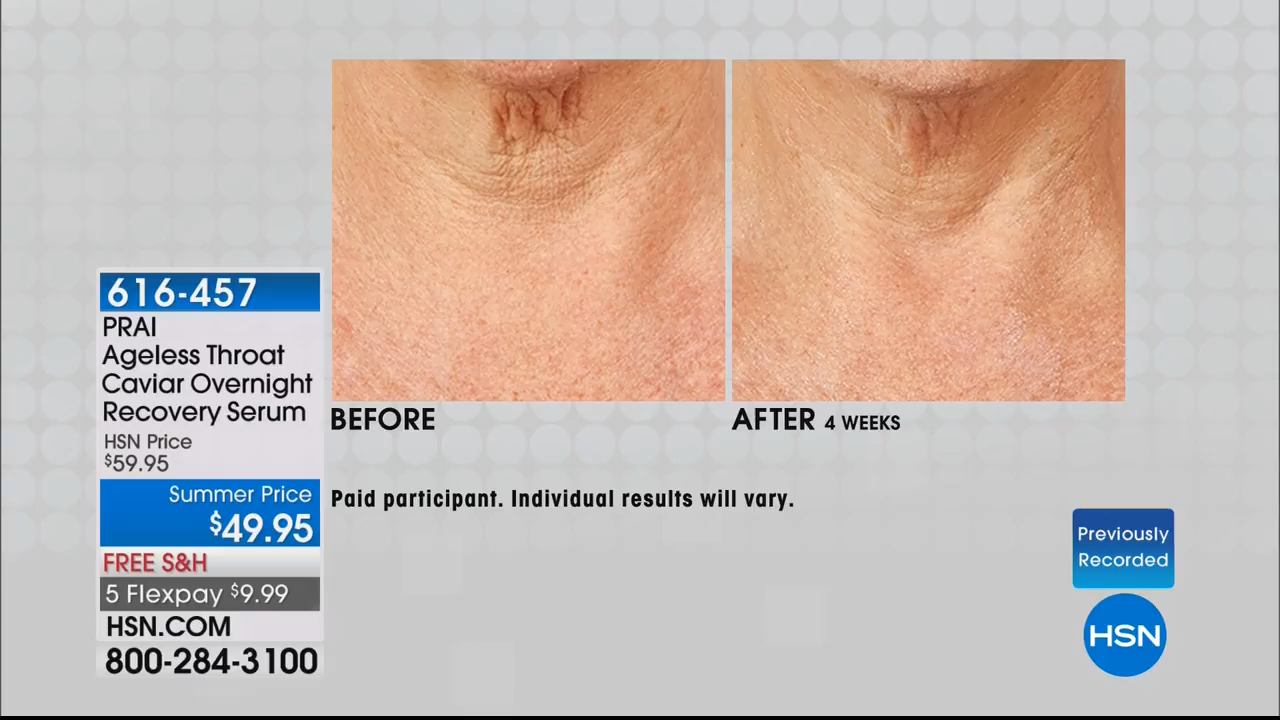 616-457
PRAI
Ageless Throat
Caviar Overnight
Recovery Serum
HSN Price
$59.95
Summer Price
$49.95
FREE S&H
5 Flexpay $9.99
HSN.COM
800-284-3100
BEFORE
AFTER 4 WEEKS
Paid participant. Individual results will vary.
Previously
Recorded
HSN